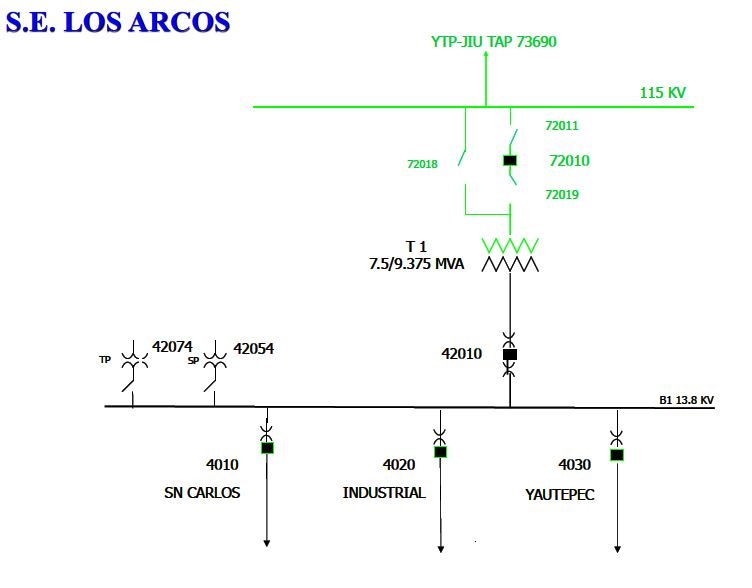 S.E. LOS ARCOS
YTP-JIU TAP 73690
115 KV
72011
72018
72010
72019
T 1
7.5/9.375 MVA
42074
42054
TP
SP
42010
B1 13.8 KV
4010
4020
4030
SN CARLOS
INDUSTRIAL
YAUTEPEC